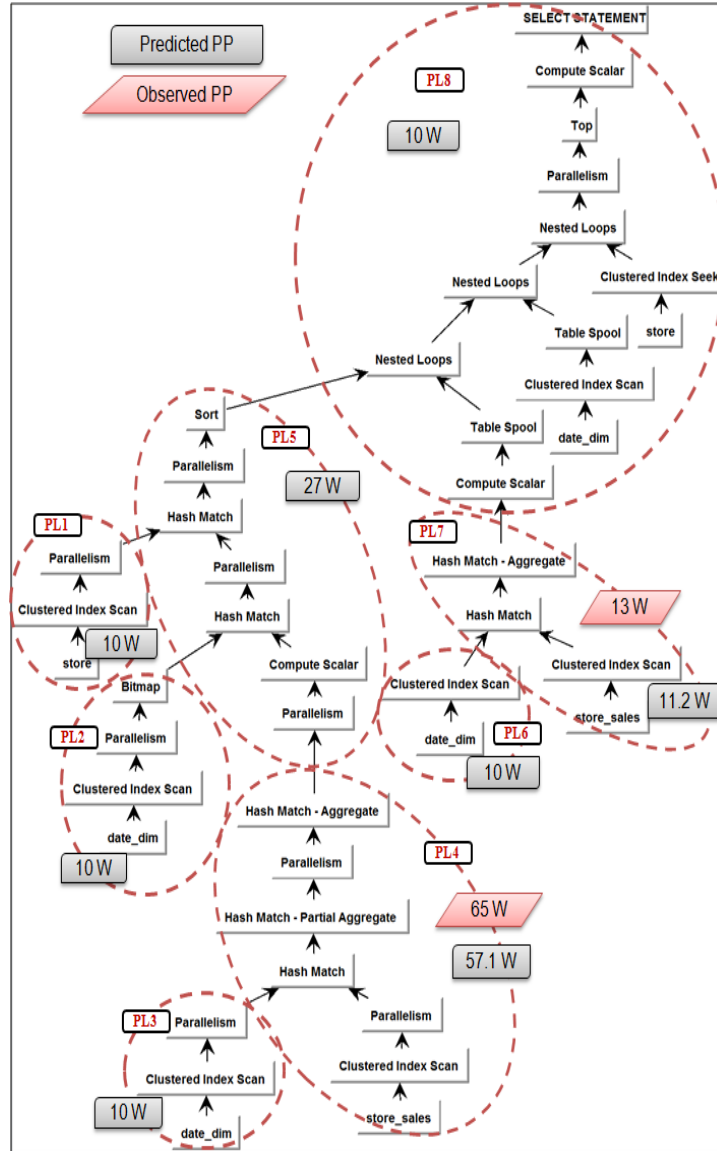 SELECT STATEMENT
Predicted PP
Observed PP
PL8
Compute Scalar
10 W
Top
Parallelism
Nested Loops
Nested Loops
Clustered Index Seek
Table Spool
store
Nested Loops
Clustered Index Scan
Sort
PL5
Table Spool
date_dim
Parallelism
27 W
Compute Scalar
Hash Match
PL1
PL7
Parallelism
Parallelism
Hash Match - Aggregate
Clustered Index Scan
Hash Match
Hash Match
13 W
10 W
store
Compute Scalar
Clustered Index Scan
Bitmap
Clustered Index Scan
11.2 W
Parallelism
store_sales
PL2
Parallelism
date_dim
PL6
10 W
Clustered Index Scan
Hash Match - Aggregate
date_dim
PL4
10 W
Parallelism
65 W
Hash Match - Partial Aggregate
57.1 W
Hash Match
PL3
Parallelism
Parallelism
Clustered Index Scan
Clustered Index Scan
10 W
store_sales
date_dim